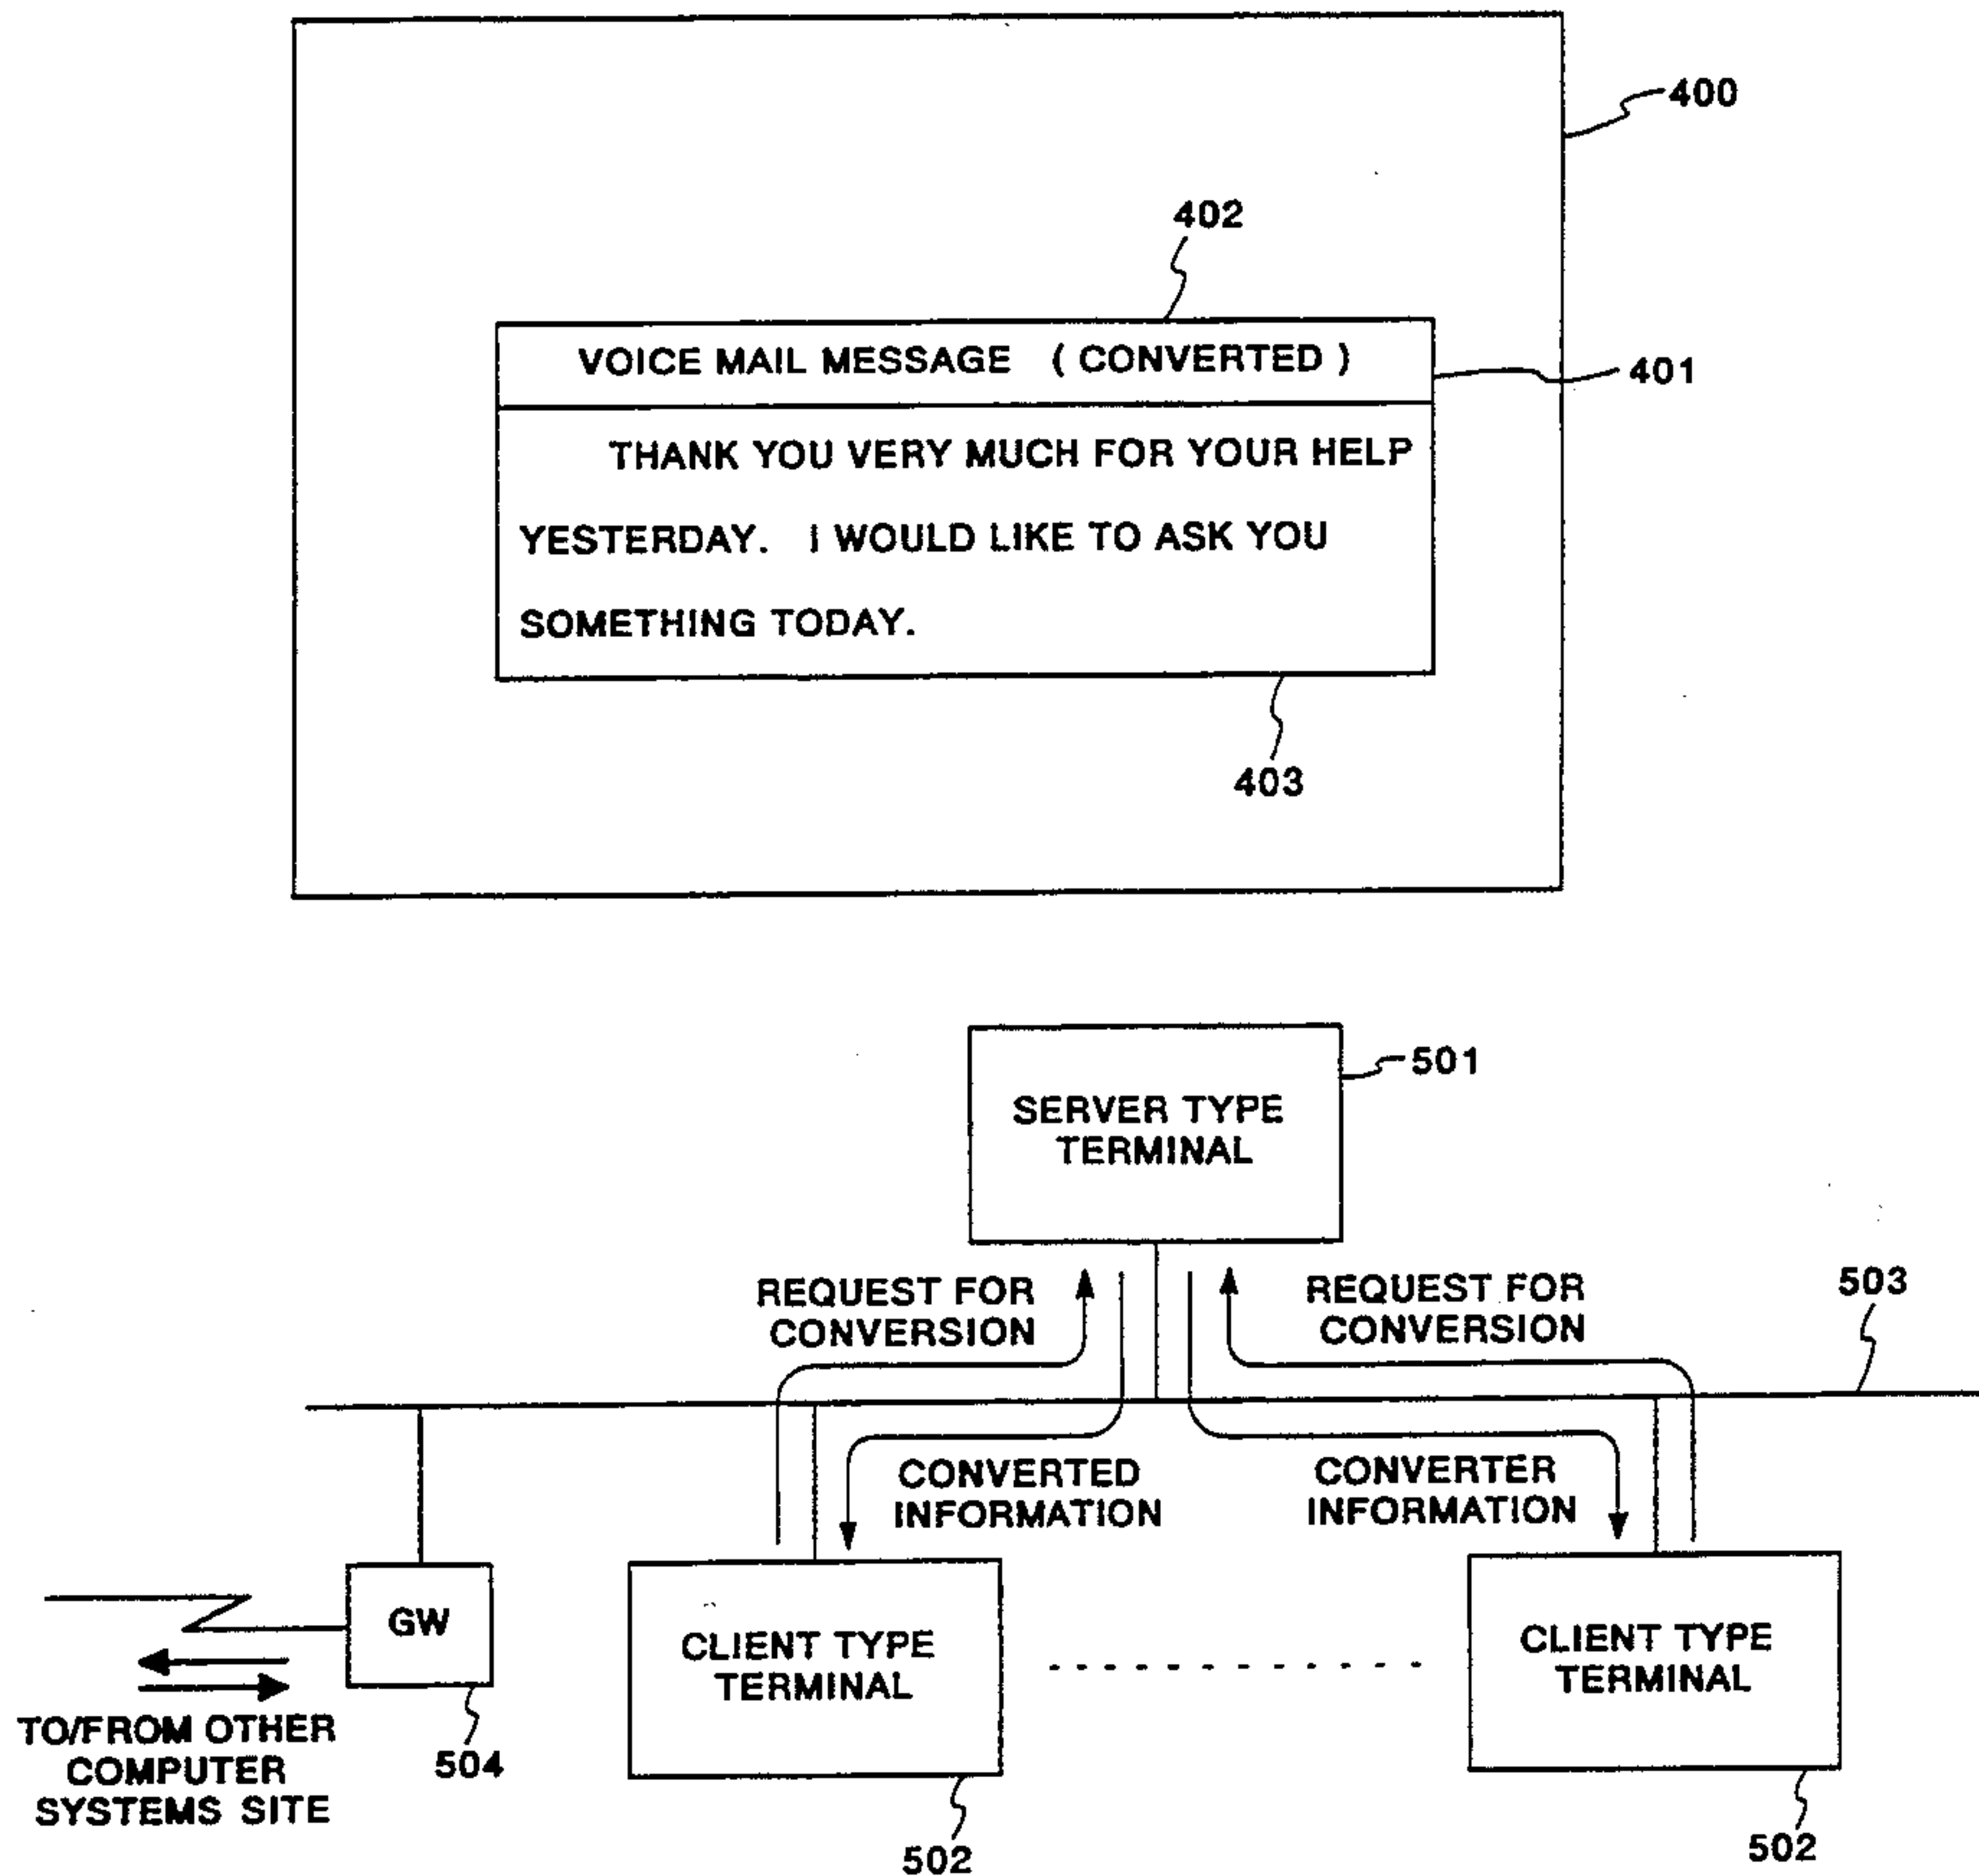 400
402
VOICE MAIL MESSAGE ( CONVERTED )
401
THANK YOU VERY MUCH FOR YOUR HELP
YESTERDAY. I WOULD LIKE TO ASK YOU
SOMETHING TODAY.
403
501
SERVER TYPE
TERMINAL
REQUEST FOR
CONVERSION
REQUEST FOR
CONVERSION
503
CONVERTED
INFORMATION
CONVERTER
INFORMATION
GW
CLIENT TYPE
TERMINAL
CLIENT TYPE
TERMINAL
TO/FROM OTHER
COMPUTER
SYSTEMS SITE
504
502
502